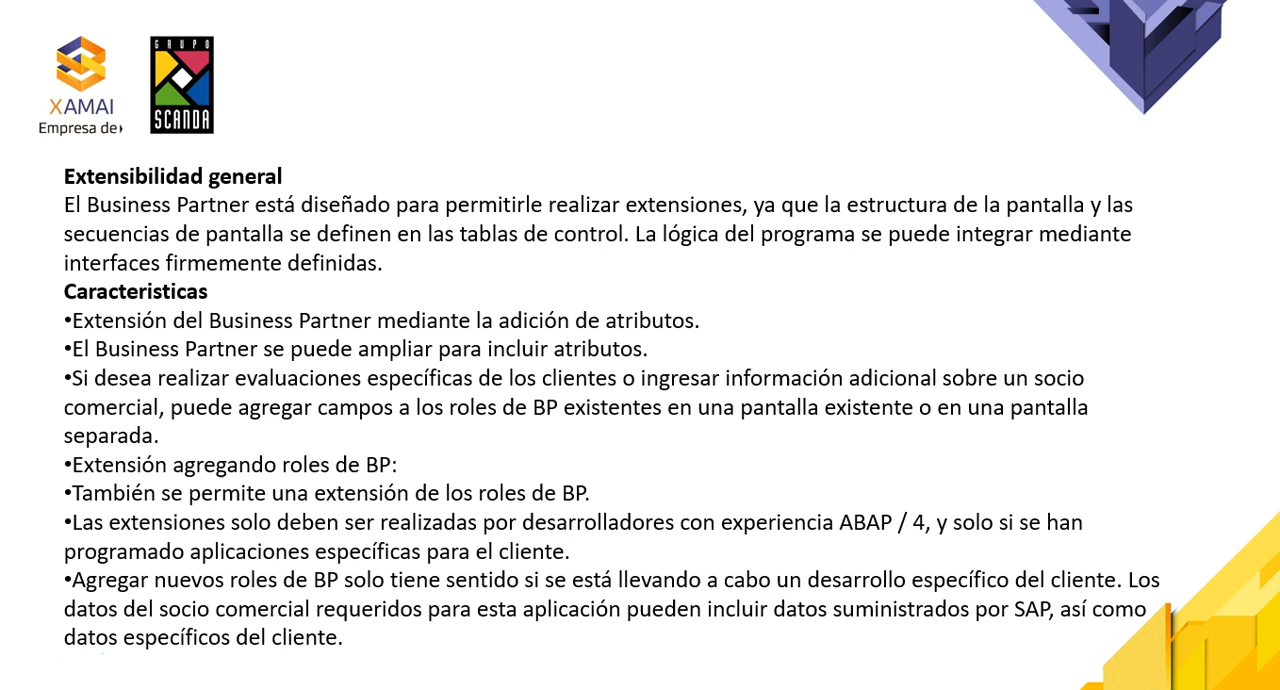 GRUPO
SCANDA
XAMAI
Empresa de
Extensibilidad general
El Business Partner está diseñado para permitirle realizar extensiones, ya que la estructura de la pantalla y las
secuencias de pantalla se definen en las tablas de control. La lógica del programa se puede integrar mediante
interfaces firmemente definidas.
Caracteristicas
•Extensión del Business Partner mediante la adición de atributos.
•El Business Partner se puede ampliar para incluir atributos.
•Si desea realizar evaluaciones específicas de los clientes o ingresar información adicional sobre un socio
comercial, puede agregar campos a los roles de BP existentes en una pantalla existente o en una pantalla
separada.
•Extensión agregando roles de BP:
•También se permite una extensión de los roles de BP.
•Las extensiones solo deben ser realizadas por desarrolladores con experiencia ABAP / 4, y solo si se han
programado aplicaciones específicas para el cliente.
•Agregar nuevos roles de BP solo tiene sentido si se está llevando a cabo un desarrollo específico del cliente. Los
datos del socio comercial requeridos para esta aplicación pueden incluir datos suministrados por SAP, así como
datos específicos del cliente.